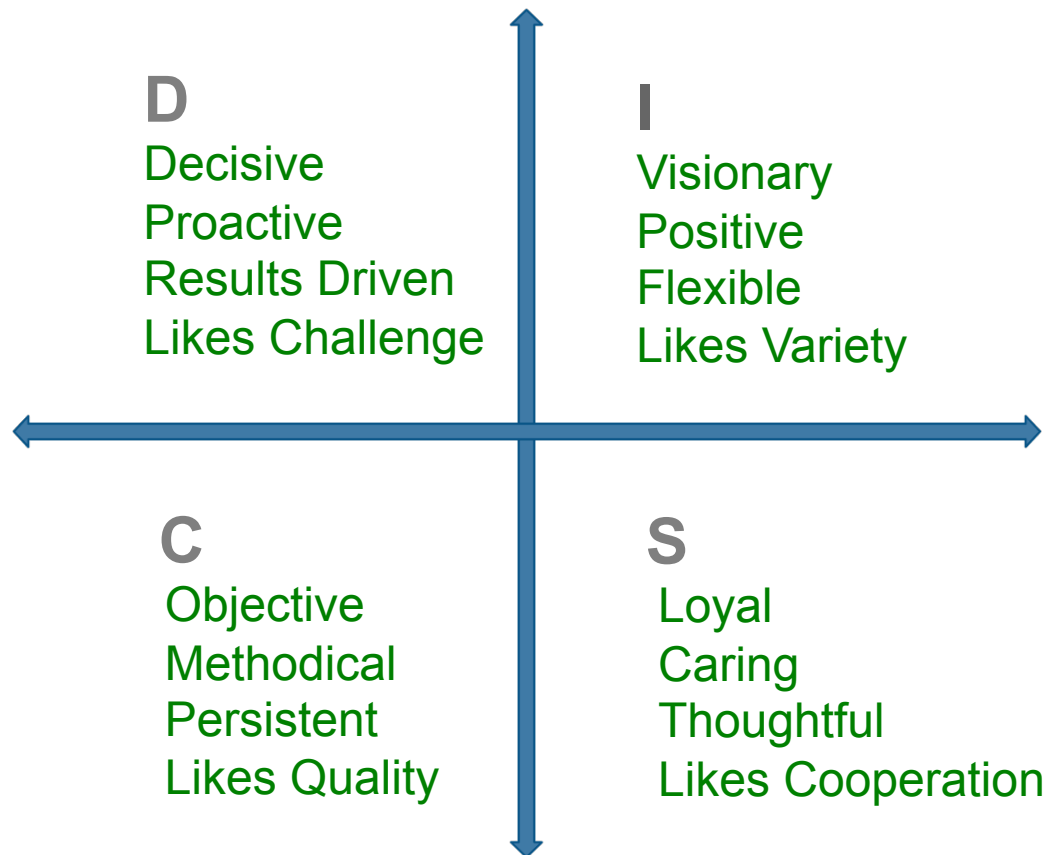 D
Decisive
Proactive
Results Driven
Likes Challenge
I
Visionary
Positive
Flexible
Likes Variety
C
Objective
Methodical
Persistent
Likes Quality
S
Loyal
Caring
Thoughtful
Likes Cooperation